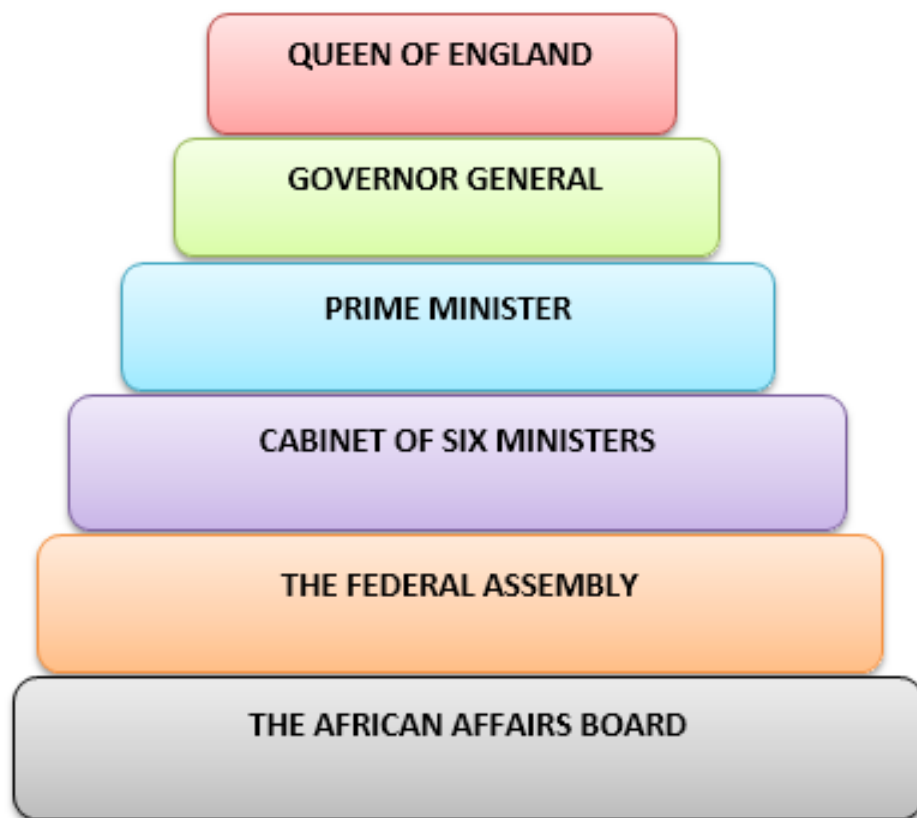 QUEEN OF ENGLAND
GOVERNOR GENERAL
PRIME MINISTER
CABINET OF SIX MINISTERS
THE FEDERAL ASSEMBLY
THE AFRICAN AFFAIRS BOARD